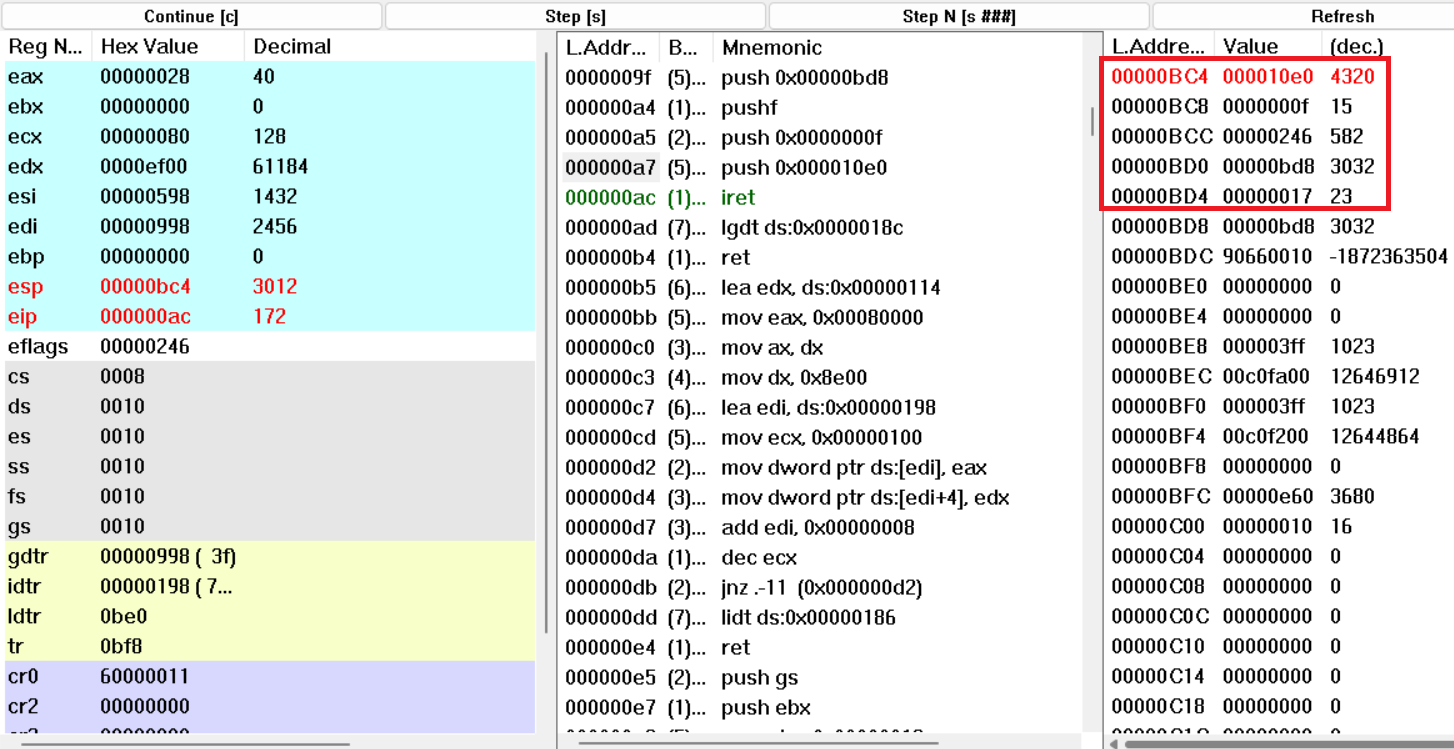 Continue [c] Step [s] Step N [s ###] Refresh
Reg N... Hex Value Decimal L.Addr... B... Mnemonic L.Addre... Value (dec.)
eax 00000028 40 0000009f (5)... push 0x00000bd8 00000BC4 000010e0 4320
ebx 00000000 0 000000a4 (1)... pushf 00000BC8 0000000f 15
ecx 00000080 128 000000a5 (2)... push 0x0000000f 00000BCC 00000246 582
edx 0000ef00 61184 000000a7 (5)... push 0x000010e0 00000BD0 00000bd8 3032
esi 00000598 1432 000000ac (1)... iret 00000BD4 00000017 23
edi 00000998 2456 000000ad (7)... lgdt ds:0x0000018c 00000BD8 00000bd8 3032
ebp 00000000 0 000000b4 (1)... ret 00000BDC 90660010 -1872363504
esp 00000bc4 3012 000000b5 (6)... lea edx, ds:0x00000114 00000BE0 00000000 0
eip 000000ac 172 000000bb (5)... mov eax, 0x00080000 00000BE4 00000000 0
eflags 00000246 000000c0 (3)... mov ax, dx 00000BE8 000003ff 1023
cs 0008 000000c3 (4)... mov dx, 0x8e00 00000BEC 00c0fa00 12646912
ds 0010 000000c7 (6)... lea edi, ds:0x00000198 00000BF0 000003ff 1023
es 0010 000000cd (5)... mov ecx, 0x00000100 00000BF4 00c0f200 12644864
ss 0010 000000d2 (2)... mov dword ptr ds:[edi], eax 00000BF8 00000000 0
fs 0010 000000d4 (3)... mov dword ptr ds:[edi+4], edx 00000BFC 00000e60 3680
gs 0010 000000d7 (3)... add edi, 0x00000008 00000C00 00000010 16
gdtr 00000998 ( 3f) 000000da (1)... dec ecx 00000C04 00000000 0
idtr 00000198 ( 7... 000000db (2)... jnz .-11 (0x000000d2) 00000C08 00000000 0
ldtr 0be0 000000dd (7)... lidt ds:0x00000186 00000C0C 00000000 0
tr 0bf8 000000e4 (1)... ret 00000C10 00000000 0
cr0 60000011 000000e5 (2)... push gs 00000C14 00000000 0
cr2 00000000 000000e7 (1)... push ebx 00000C18 00000000 0